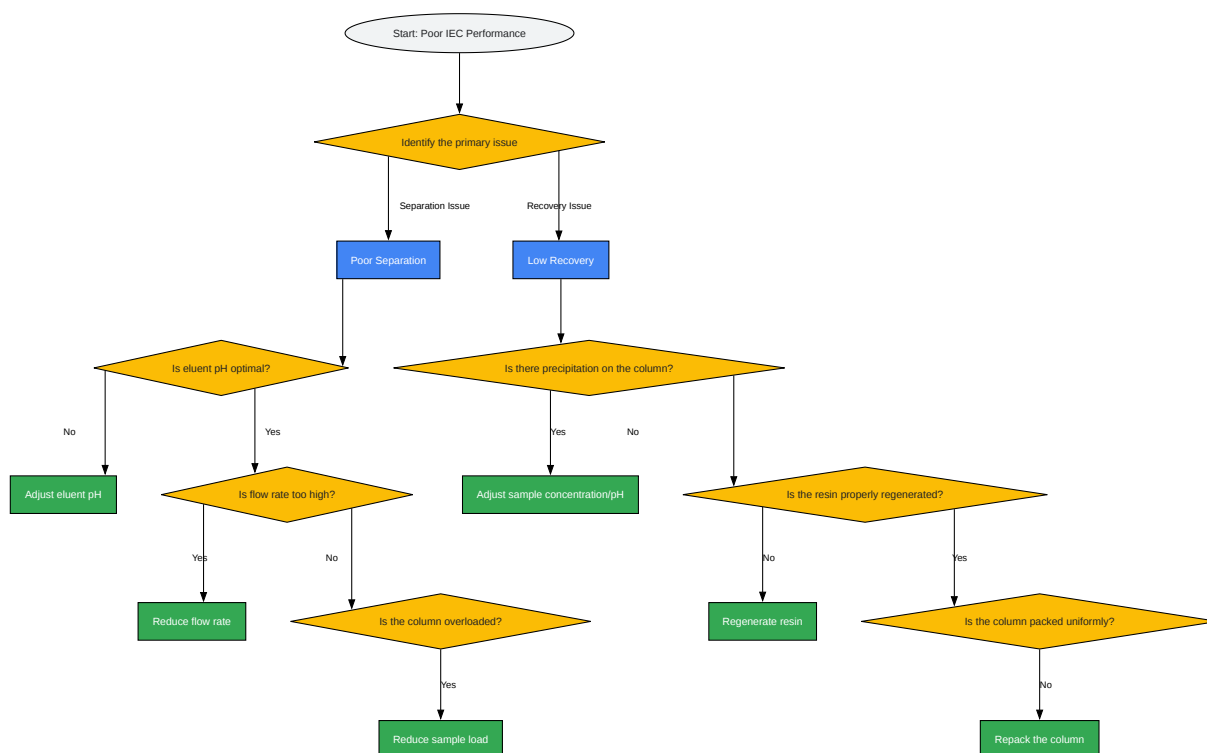 Start: Poor IEC Performance
Identify the primary issue
Separation Issue
Recovery Issue
Poor Separation
Low Recovery
Is eluent pH optimal?
Is there precipitation on the column?
No
Yes
Yes
No
Adjust eluent pH
Is flow rate too high?
Adjust sample concentration/pH
Is the resin properly regenerated?
Yes
No
No
Yes
Reduce flow rate
Is the column overloaded?
Regenerate resin
Is the column packed uniformly?
Yes
No
Reduce sample load
Repack the column